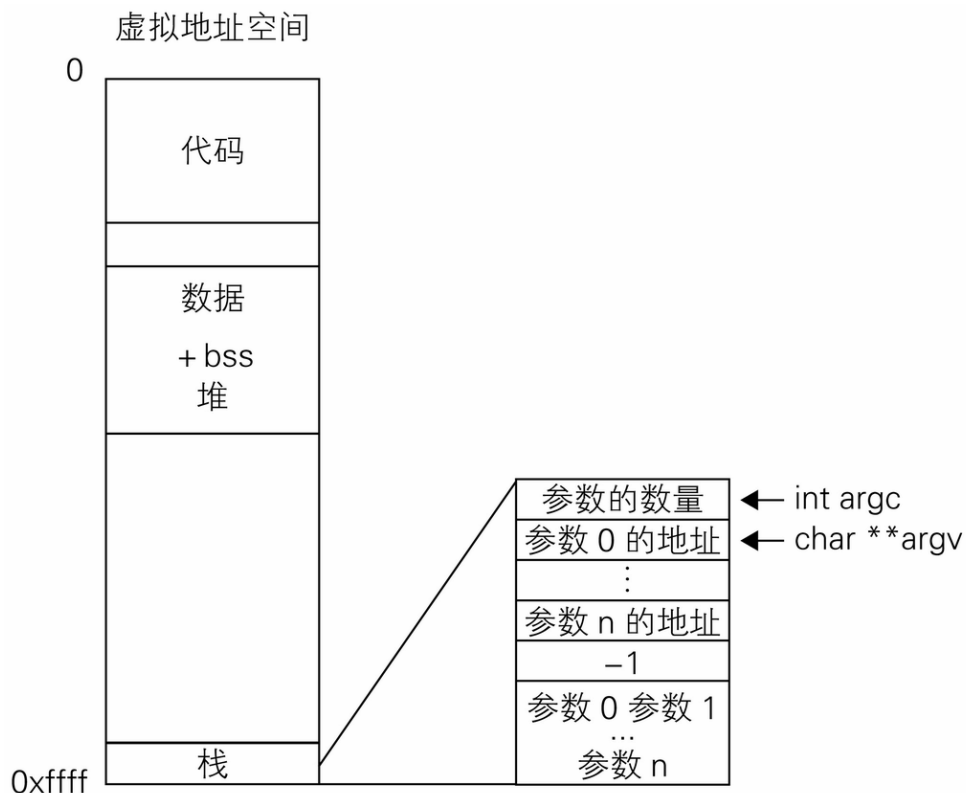 虚拟地址空间
0
代码
数据
+ bss
堆
栈
0xffff
参数的数量
int argc
参数 0 的地址
char **argv
⋮
参数 n 的地址
–1
参数 0 参数 1
…
参数 n